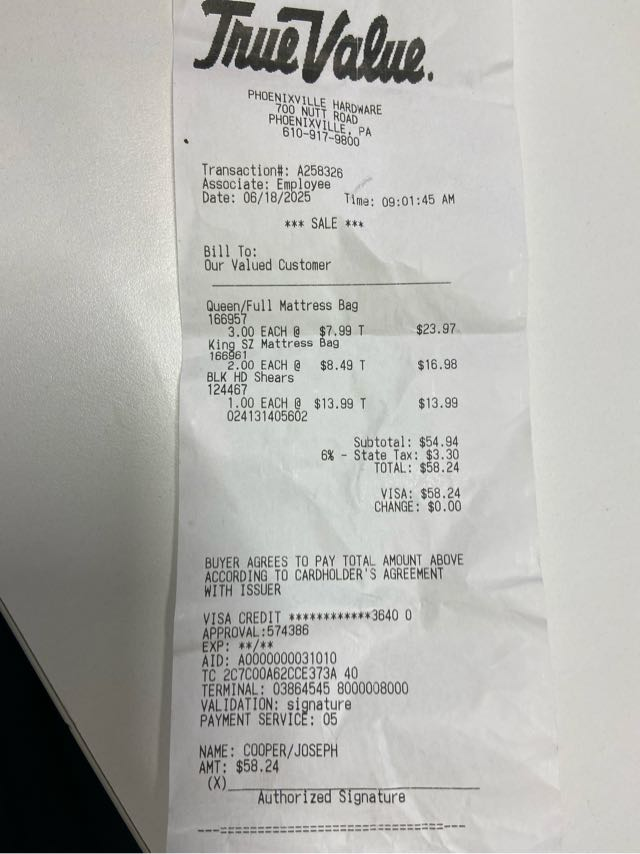 True Value.
PHOENIXVILLE HARDWARE
700 NUTT ROAD
PHOENIXVILLE, PA
610-917-9800
Transaction#: A258326
Associate: Employee
Date: 06/18/2025 Time: 09:01:45 AM
*** SALE ***
Bill To:
Our Valued Customer
Queen/Full Mattress Bag
166957
3.00 EACH @ $7.99 T $23.97
King SZ Mattress Bag
166961
2.00 EACH @ $8.49 T $16.98
BLK HD Shears
124467
1.00 EACH @ $13.99 T $13.99
024131405602
Subtotal: $54.94
6% - State Tax: $3.30
TOTAL: $58.24
VISA: $58.24
CHANGE: $0.00
BUYER AGREES TO PAY TOTAL AMOUNT ABOVE
ACCORDING TO CARDHOLDER'S AGREEMENT
WITH ISSUER
VISA CREDIT ************3640 0
APPROVAL:574386
EXP: **/**
AID: A0000000031010
TC 2C7C00A62CCE373A 40
TERMINAL: 03864545 8000008000
VALIDATION: signature
PAYMENT SERVICE: 05
NAME: COOPER/JOSEPH
AMT: $58.24
(X)
Authorized Signature